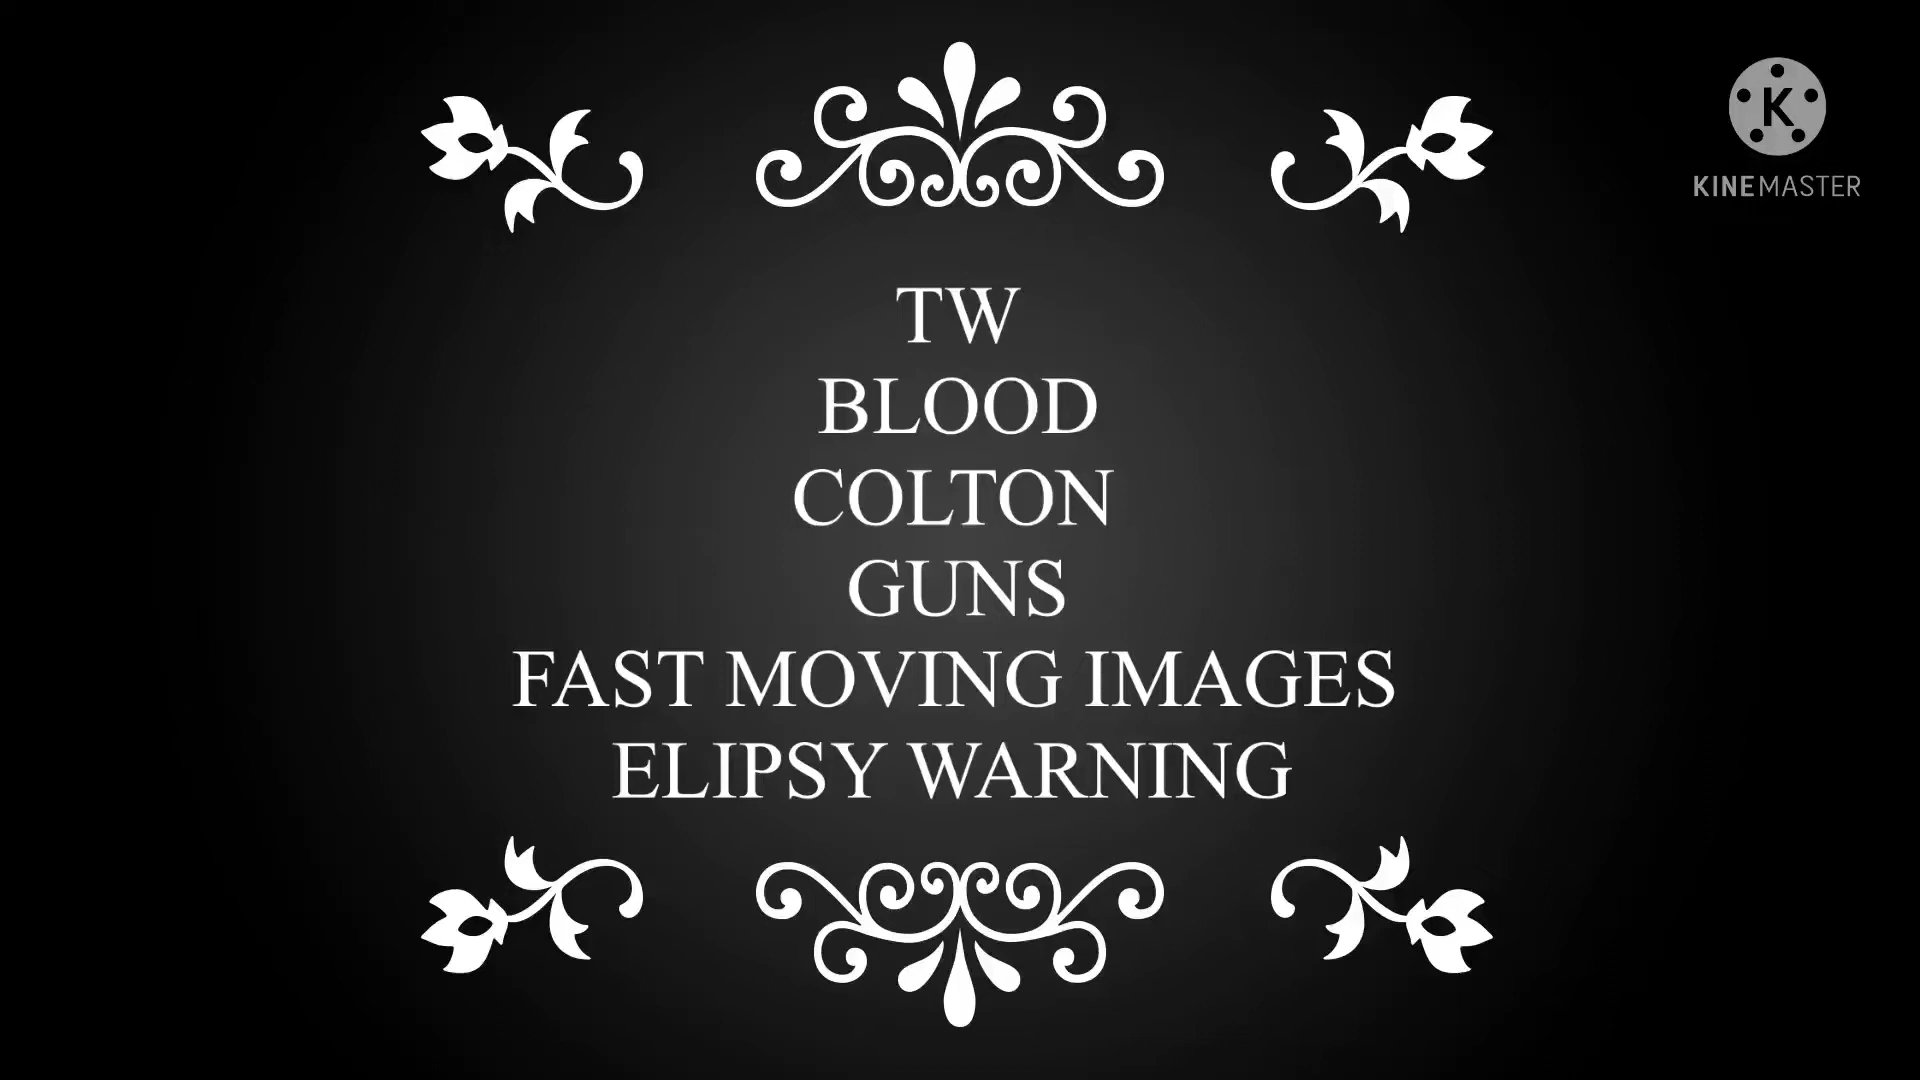 K
KINEMASTER
TW
BLOOD
COLTON
GUNS
FAST MOVING IMAGES
ELIPSY WARNING